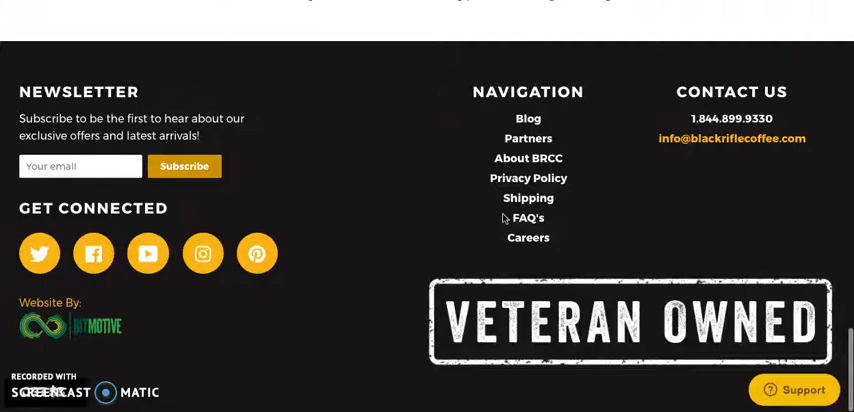 NEWSLETTER
Subscribe to be the first to hear about our
exclusive offers and latest arrivals!
Your email
Subscribe
GET CONNECTED
Website By:
BITMOTIVE
NAVIGATION
Blog
Partners
About BRCC
Privacy Policy
Shipping
FAQ's
Careers
CONTACT US
1.844.899.9330
info@blackriflecoffee.com
VETERAN OWNED
Support
RECORDED WITH
SCREENCAST MATIC